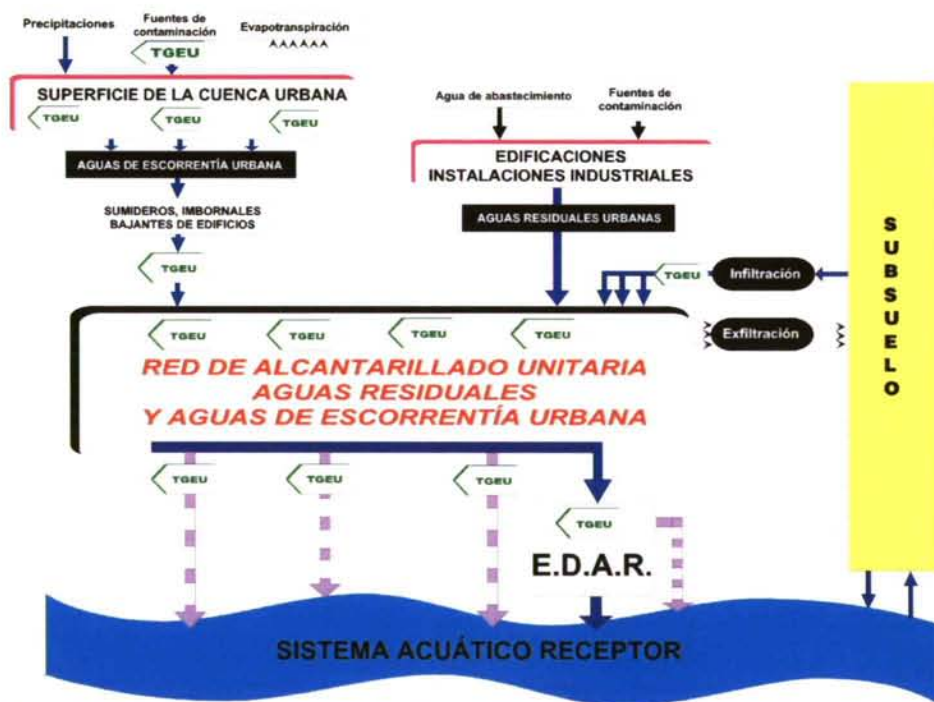 Precipitaciones
Fuentes de
contaminación
Evapotranspiración
TGEU
SUPERFICIE DE LA CUENCA URBANA
TGEU
TGEU
TGEU
AGUAS DE ESCORRENTÍA URBANA
SUMIDEROS, IMBORNALES
BAJANTES DE EDIFICIOS
TGEU
Agua de abastecimiento
Fuentes de
contaminación
EDIFICACIONES
INSTALACIONES INDUSTRIALES
AGUAS RESIDUALES URBANAS
TGEU
Infiltración
Exfiltración
SUBSUELO
TGEU
TGEU
TGEU
TGEU
RED DE ALCANTARILLADO UNITARIA
AGUAS RESIDUALES
Y AGUAS DE ESCORRENTÍA URBANA
TGEU
TGEU
TGEU
TGEU
E.D.A.R.
SISTEMA ACUÁTICO RECEPTOR